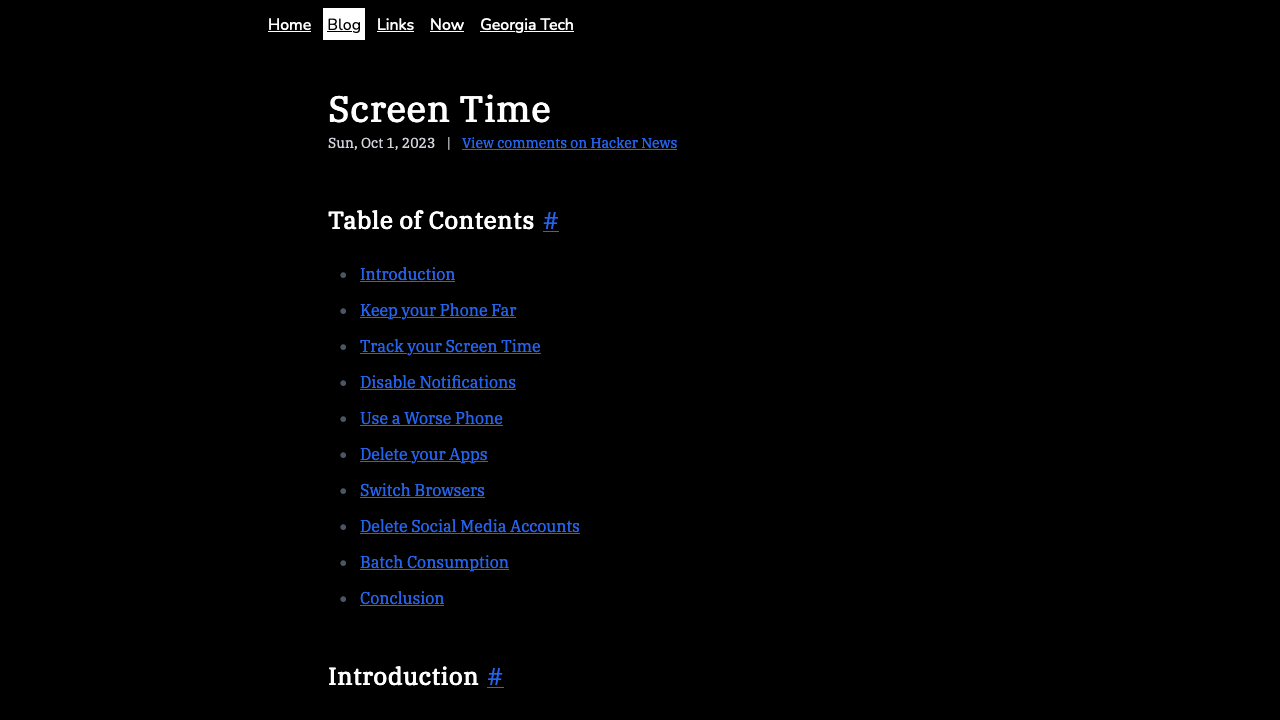 Home Blog Links Now Georgia Tech
Screen Time
Sun, Oct 1, 2023 | View comments on Hacker News
Table of Contents #
Introduction
Keep your Phone Far
Track your Screen Time
Disable Notifications
Use a Worse Phone
Delete your Apps
Switch Browsers
Delete Social Media Accounts
Batch Consumption
Conclusion
Introduction #